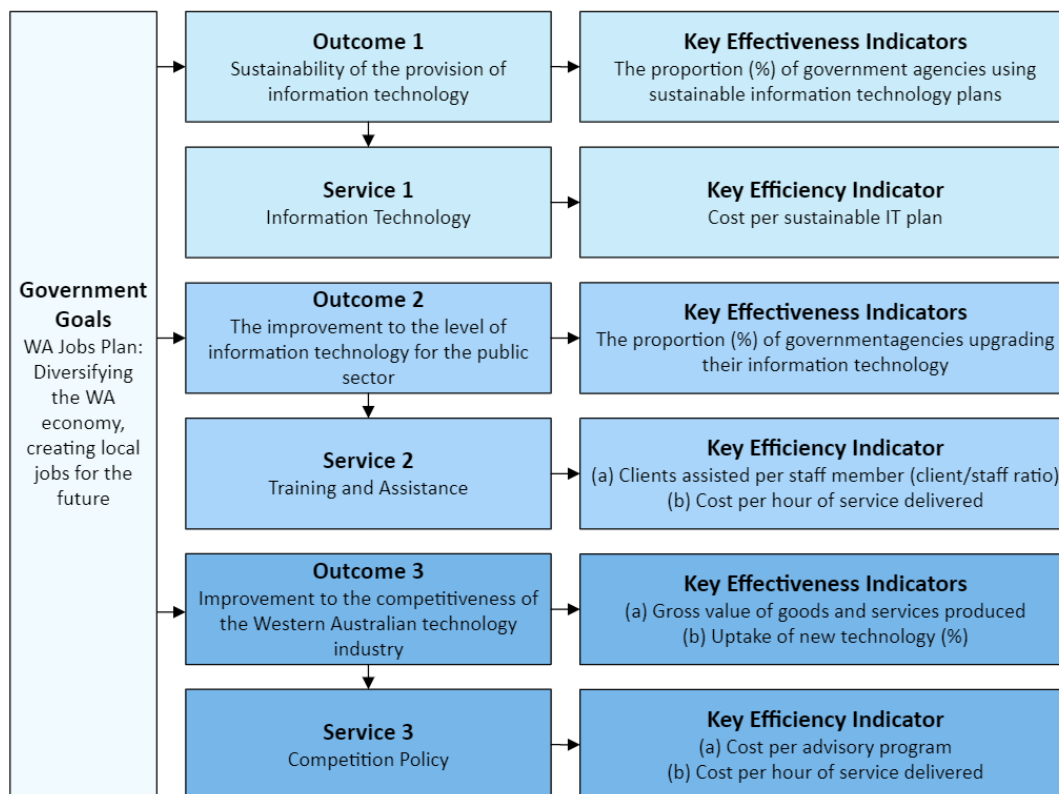 Government
Goals
WA Jobs Plan:
Diversifying
the WA
economy,
creating local
jobs for the
future
Outcome 1
Sustainability of the provision of
information technology
Key Effectiveness Indicators
The proportion (%) of government agencies using
sustainable information technology plans
Service 1
Information Technology
Key Efficiency Indicator
Cost per sustainable IT plan
Outcome 2
The improvement to the level of
information technology for the public
sector
Key Effectiveness Indicators
The proportion (%) of governmentagencies upgrading
their information technology
Service 2
Training and Assistance
Key Efficiency Indicator
(a) Clients assisted per staff member (client/staff ratio)
(b) Cost per hour of service delivered
Outcome 3
Improvement to the competitiveness of
the Western Australian technology
industry
Key Effectiveness Indicators
(a) Gross value of goods and services produced
(b) Uptake of new technology (%)
Service 3
Competition Policy
Key Efficiency Indicator
(a) Cost per advisory program
(b) Cost per hour of service delivered